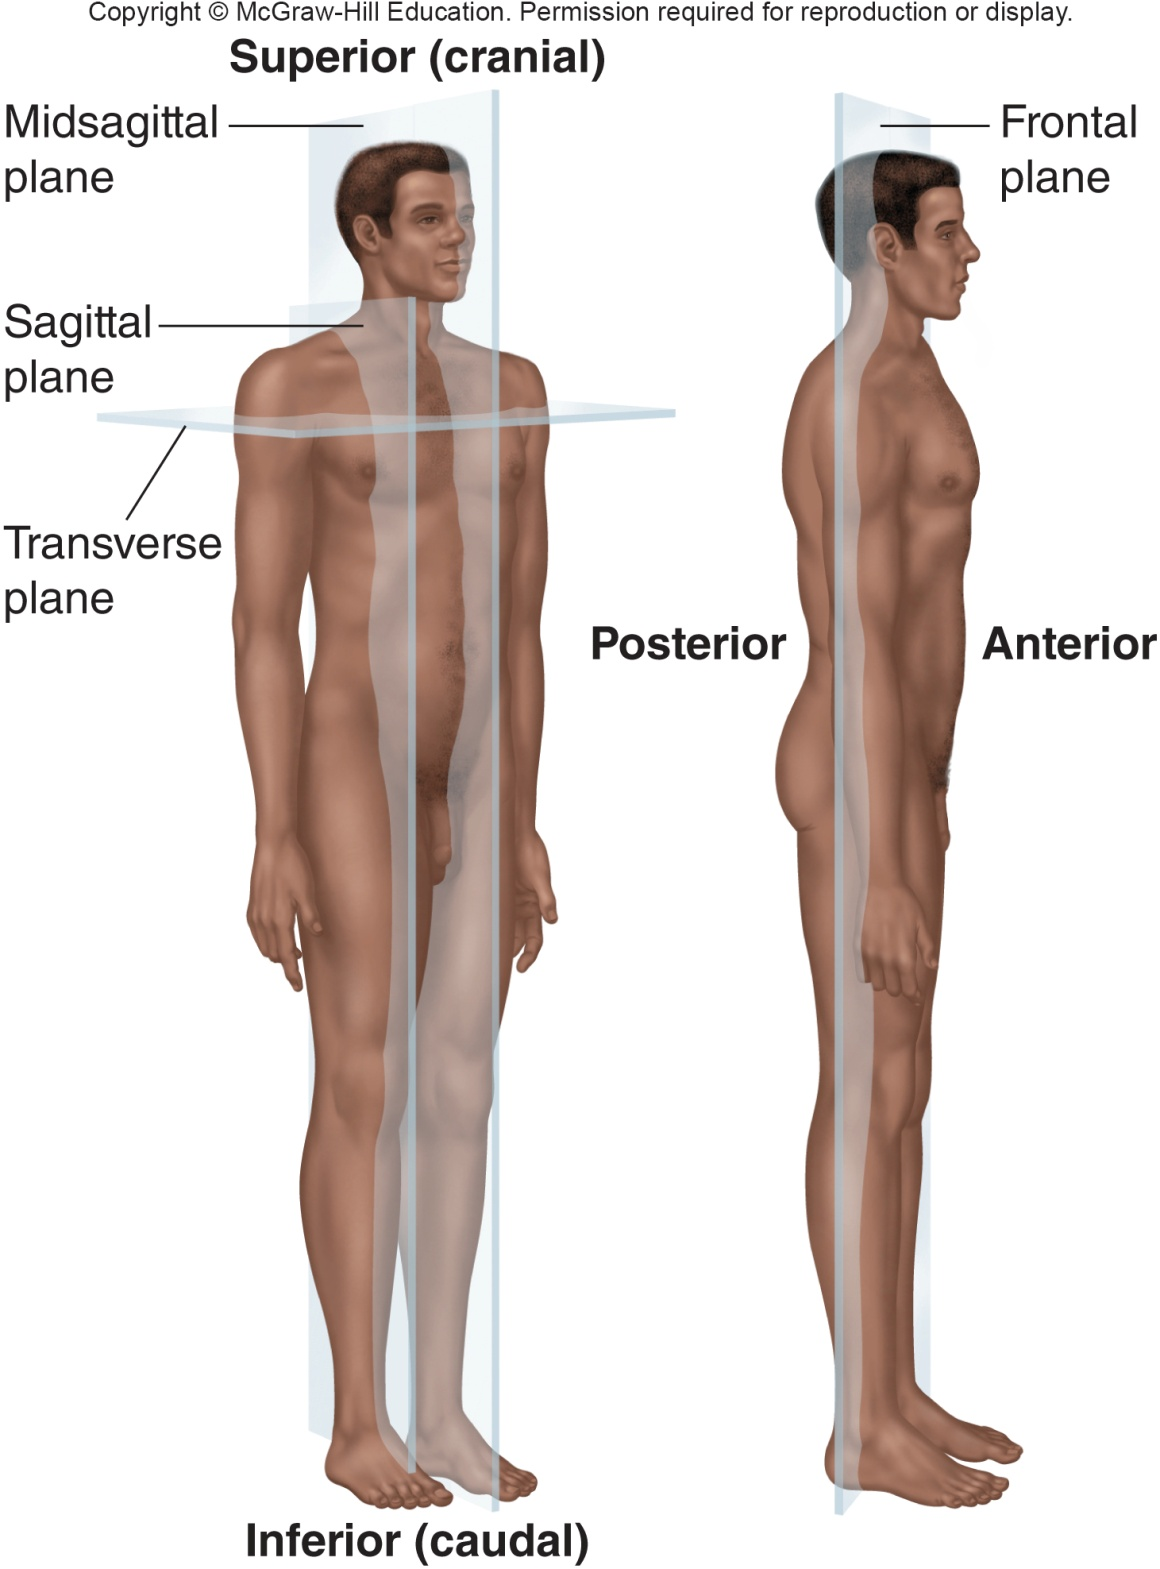 Copyright © McGraw-Hill Education. Permission required for reproduction or display.
Superior (cranial)
Midsagittal
plane
Frontal
plane
Sagittal
plane
Transverse
plane
Posterior
Anterior
Inferior (caudal)